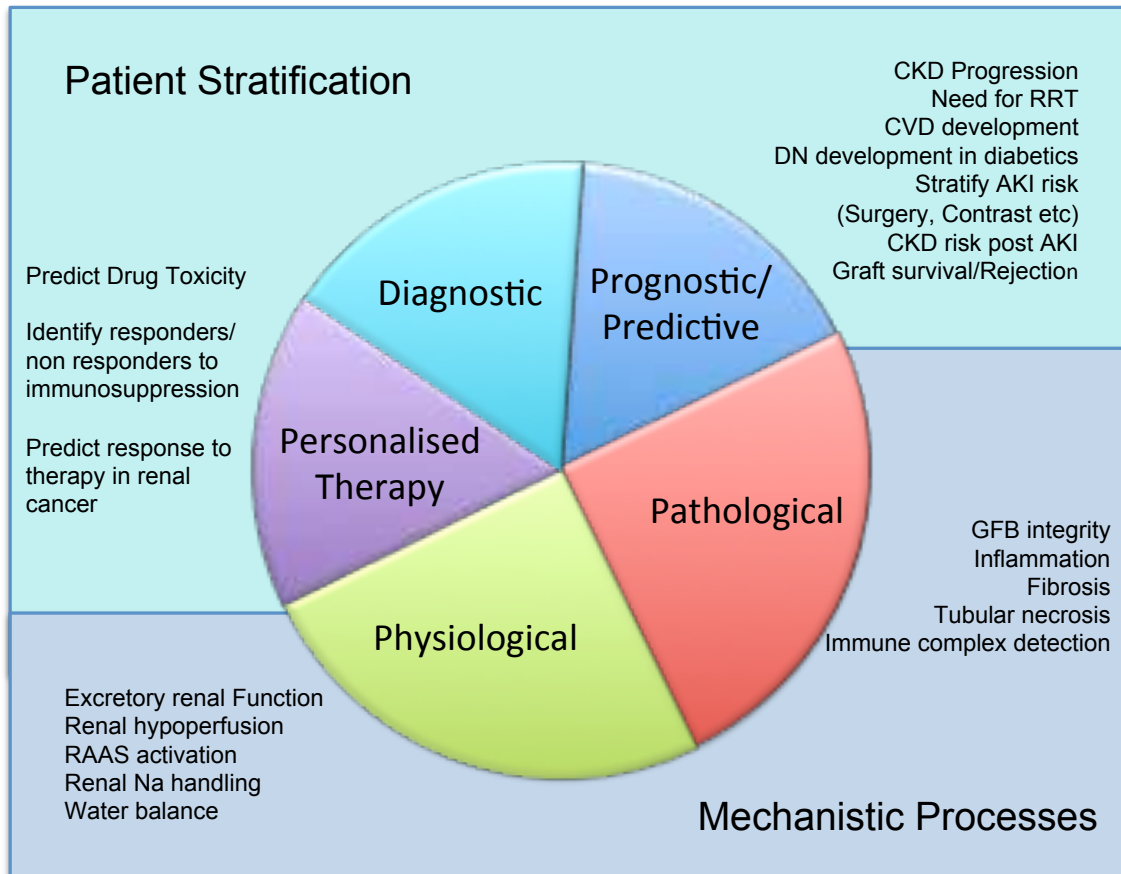 Patient Stratification
CKD Progression
Need for RRT
CVD development
DN development in diabetics
Stratify AKI risk
(Surgery, Contrast etc)
CKD risk post AKI
Graft survival/Rejection
Predict Drug Toxicity
Identify responders/
non responders to
immunosuppression
Predict response to
therapy in renal
cancer
Diagnostic
Prognostic/
Predictive
Personalised
Therapy
Pathological
Physiological
GFB integrity
Inflammation
Fibrosis
Tubular necrosis
Immune complex detection
Excretory renal Function
Renal hypoperfusion
RAAS activation
Renal Na handling
Water balance
Mechanistic Processes